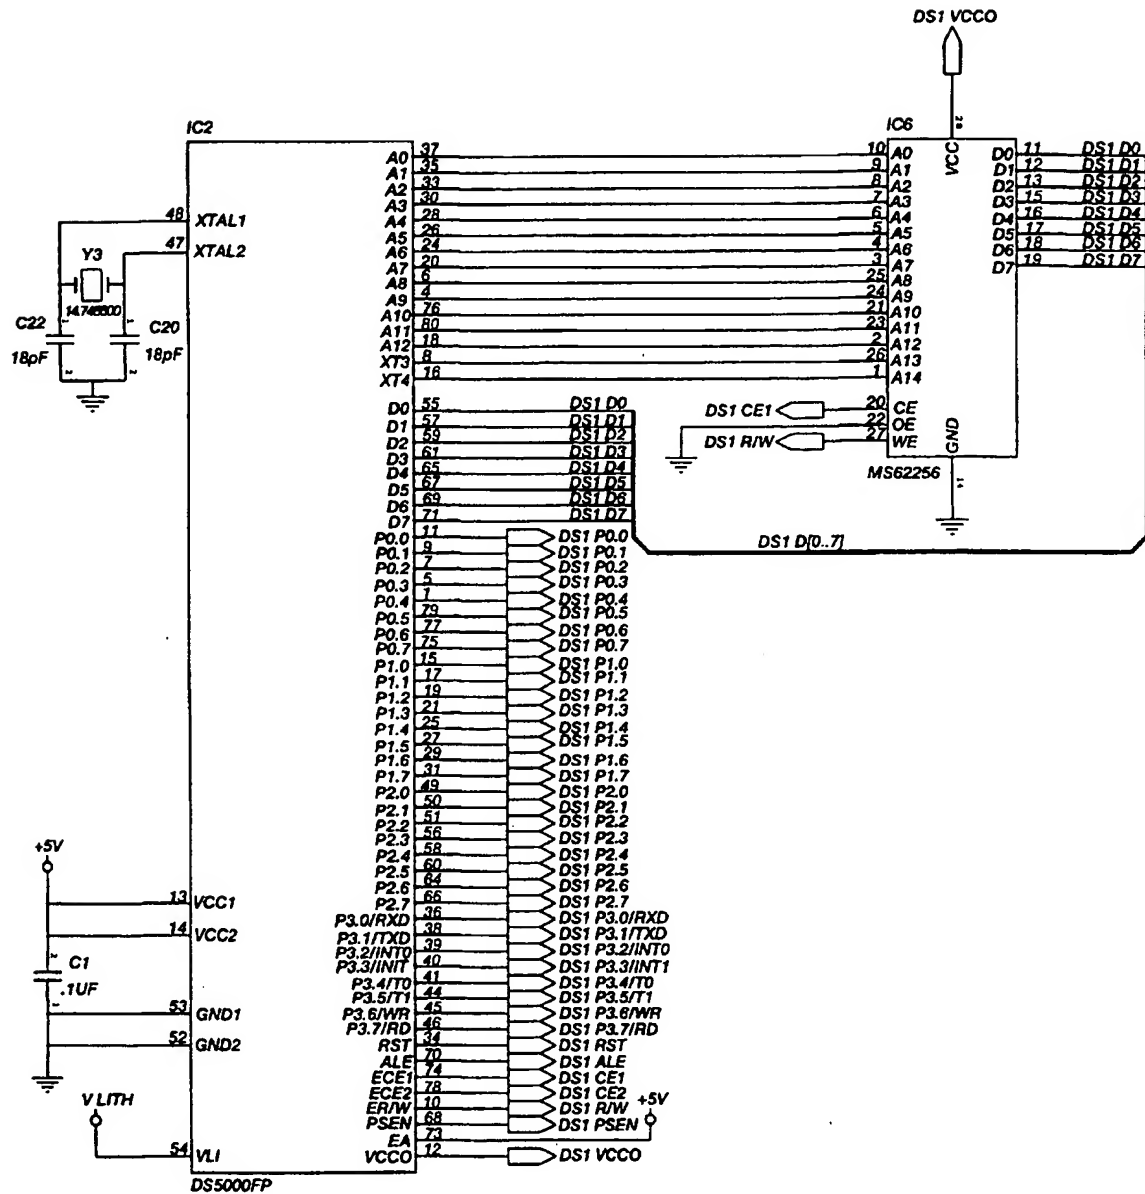 DS1 VCCO
IC2
IC6
28
VCC
A0 37 10 A0 D0 11 DS1 D0
A1 35 9 A1 D1 12 DS1 D1
A2 33 8 A2 D2 13 DS1 D2
A3 30 7 A3 D3 15 DS1 D3
A4 28 6 A4 D4 16 DS1 D4
A5 26 5 A5 D5 17 DS1 D5
A6 24 4 A6 D6 18 DS1 D6
A7 20 3 A7 D7 19 DS1 D7
A8 6 25 A8
A9 4 24 A9
A10 76 21 A10
A11 80 23 A11
A12 18 2 A12
XT3 8 26 A13
XT4 16 1 A14
48 XTAL1
47 XTAL2
Y3
C22
C20
18pF
18pF
DS1 CE1 20 CE
22 OE
DS1 R/W 27 WE
GND
14
MS62256
D0 55 DS1 D0
D1 57 DS1 D1
D2 59 DS1 D2
D3 61 DS1 D3
D4 65 DS1 D4
D5 67 DS1 D5
D6 69 DS1 D6
D7 71 DS1 D7
DS1 D[0..7]
P0.0 11 DS1 P0.0
P0.1 9 DS1 P0.1
P0.2 7 DS1 P0.2
P0.3 5 DS1 P0.3
P0.4 1 DS1 P0.4
P0.5 79 DS1 P0.5
P0.6 77 DS1 P0.6
P0.7 75 DS1 P0.7
P1.0 15 DS1 P1.0
P1.1 17 DS1 P1.1
P1.2 19 DS1 P1.2
P1.3 21 DS1 P1.3
P1.4 25 DS1 P1.4
P1.5 27 DS1 P1.5
P1.6 29 DS1 P1.6
P1.7 31 DS1 P1.7
P2.0 49 DS1 P2.0
P2.1 50 DS1 P2.1
P2.2 51 DS1 P2.2
P2.3 56 DS1 P2.3
P2.4 58 DS1 P2.4
P2.5 60 DS1 P2.5
P2.6 64 DS1 P2.6
P2.7 66 DS1 P2.7
P3.0/RXD 36 DS1 P3.0/RXD
P3.1/TXD 38 DS1 P3.1/TXD
P3.2/INT0 39 DS1 P3.2/INT0
P3.3/INIT 40 DS1 P3.3/INT1
P3.4/T0 41 DS1 P3.4/T0
P3.5/T1 44 DS1 P3.5/T1
P3.6/WR 45 DS1 P3.6/WR
P3.7/RD 46 DS1 P3.7/RD
RST 34 DS1 RST
ALE 70 DS1 ALE
ECE1 74 DS1 CE1
ECE2 78 DS1 CE2
ER/W 10 DS1 R/W
PSEN 68 DS1 PSEN
EA 73 +5V
VCCO 12 DS1 VCCO
+5V
13 VCC1
14 VCC2
C1
.1UF
53 GND1
52 GND2
V LITH
54 VLI
DS5000FP